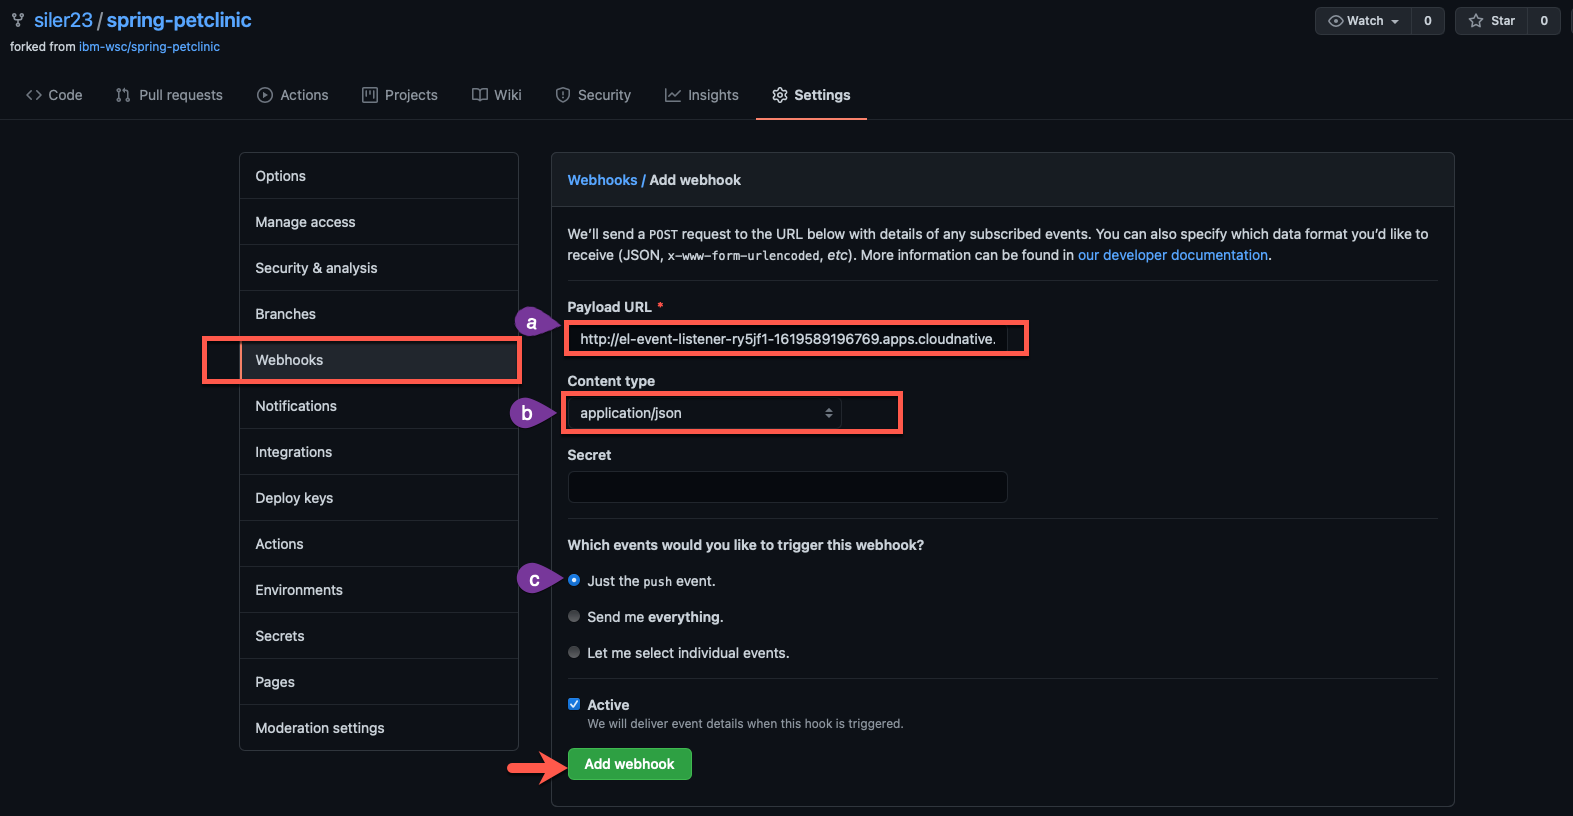 siler23 / spring-petclinic
Watch 0 Star 0
forked from ibm-wsc/spring-petclinic
Code Pull requests Actions Projects Wiki Security Insights Settings
Options
Manage access
Security & analysis
Branches
Webhooks
Notifications
Integrations
Deploy keys
Actions
Environments
Secrets
Pages
Moderation settings
Webhooks / Add webhook
We’ll send a POST request to the URL below with details of any subscribed events. You can also specify which data format you’d like to
receive (JSON, x-www-form-urlencoded, etc). More information can be found in our developer documentation.
Payload URL *
a
http://el-event-listener-ry5jf1-1619589196769.apps.cloudnative.
Content type
b
application/json
Secret
Which events would you like to trigger this webhook?
c
Just the push event.
Send me everything.
Let me select individual events.
Active
We will deliver event details when this hook is triggered.
Add webhook